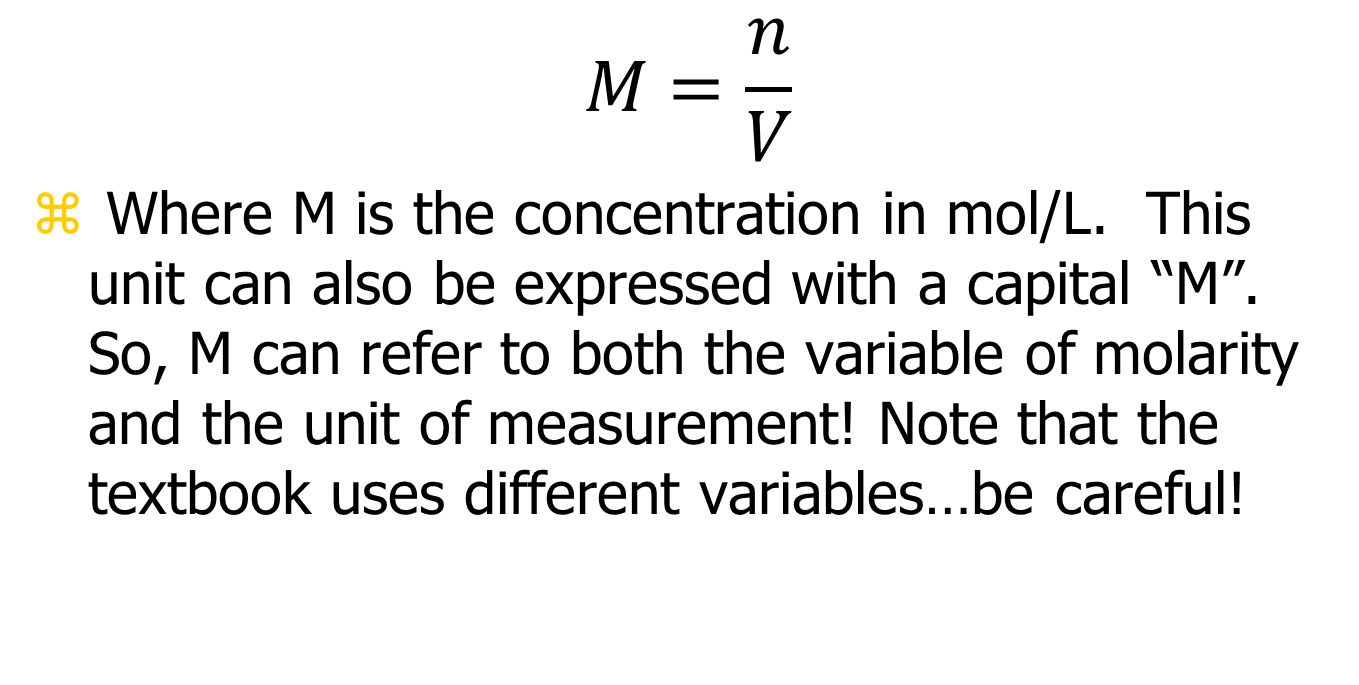 M = n/V
⌘ Where M is the concentration in mol/L.  This
unit can also be expressed with a capital “M”.
So, M can refer to both the variable of molarity
and the unit of measurement! Note that the
textbook uses different variables…be careful!